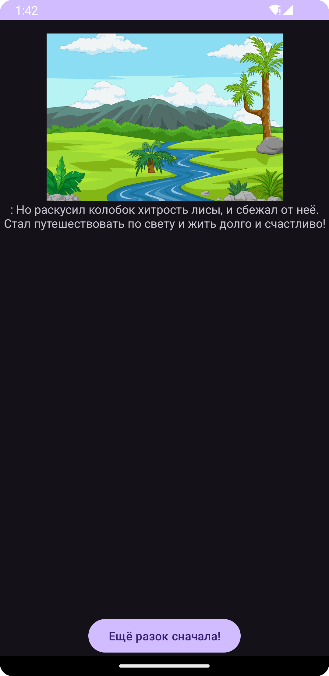 1:42
: Но раскусил колобок хитрость лисы, и сбежал от неё.
Стал путешествовать по свету и жить долго и счастливо!
Ещё разок сначала!